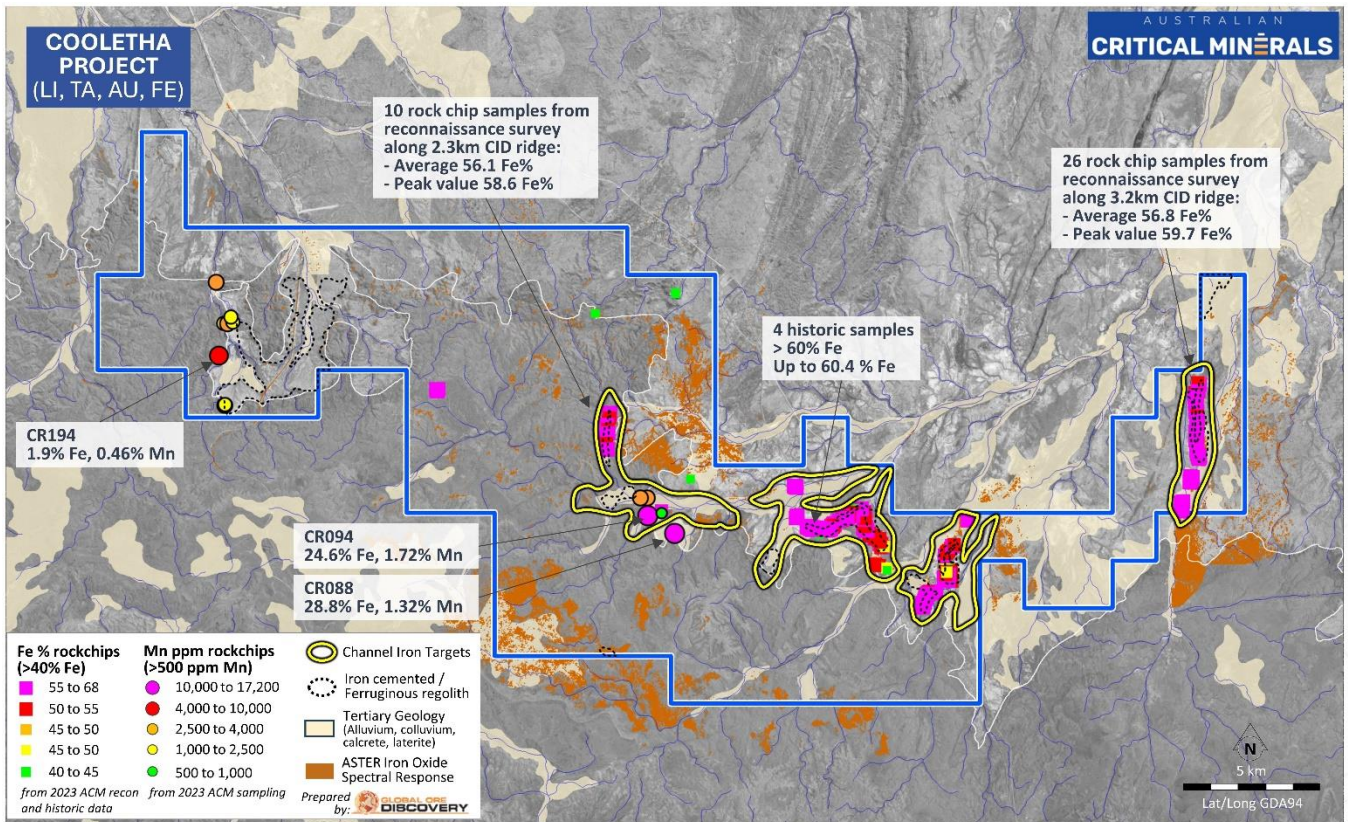 COOLETHA
PROJECT
(LI, TA, AU, FE)
AUSTRALIAN
CRITICAL MINERALS
10 rock chip samples from
reconnaissance survey
along 2.3km CID ridge:
- Average 56.1 Fe%
- Peak value 58.6 Fe%
26 rock chip samples from
reconnaissance survey
along 3.2km CID ridge:
- Average 56.8 Fe%
- Peak value 59.7 Fe%
4 historic samples
> 60% Fe
Up to 60.4 % Fe
CR194
1.9% Fe, 0.46% Mn
CR094
24.6% Fe, 1.72% Mn
CR088
28.8% Fe, 1.32% Mn
Fe % rockchips
(>40% Fe)
55 to 68
50 to 55
45 to 50
45 to 50
40 to 45
from 2023 ACM recon
and historic data
Mn ppm rockchips
(>500 ppm Mn)
10,000 to 17,200
4,000 to 10,000
2,500 to 4,000
1,000 to 2,500
500 to 1,000
from 2023 ACM sampling
Channel Iron Targets
Iron cemented /
Ferruginous regolith
Tertiary Geology
(Alluvium, colluvium,
calcrete, laterite)
ASTER Iron Oxide
Spectral Response
Prepared
by:
GLOBAL ORE
DISCOVERY
N
5 km
Lat/Long GDA94